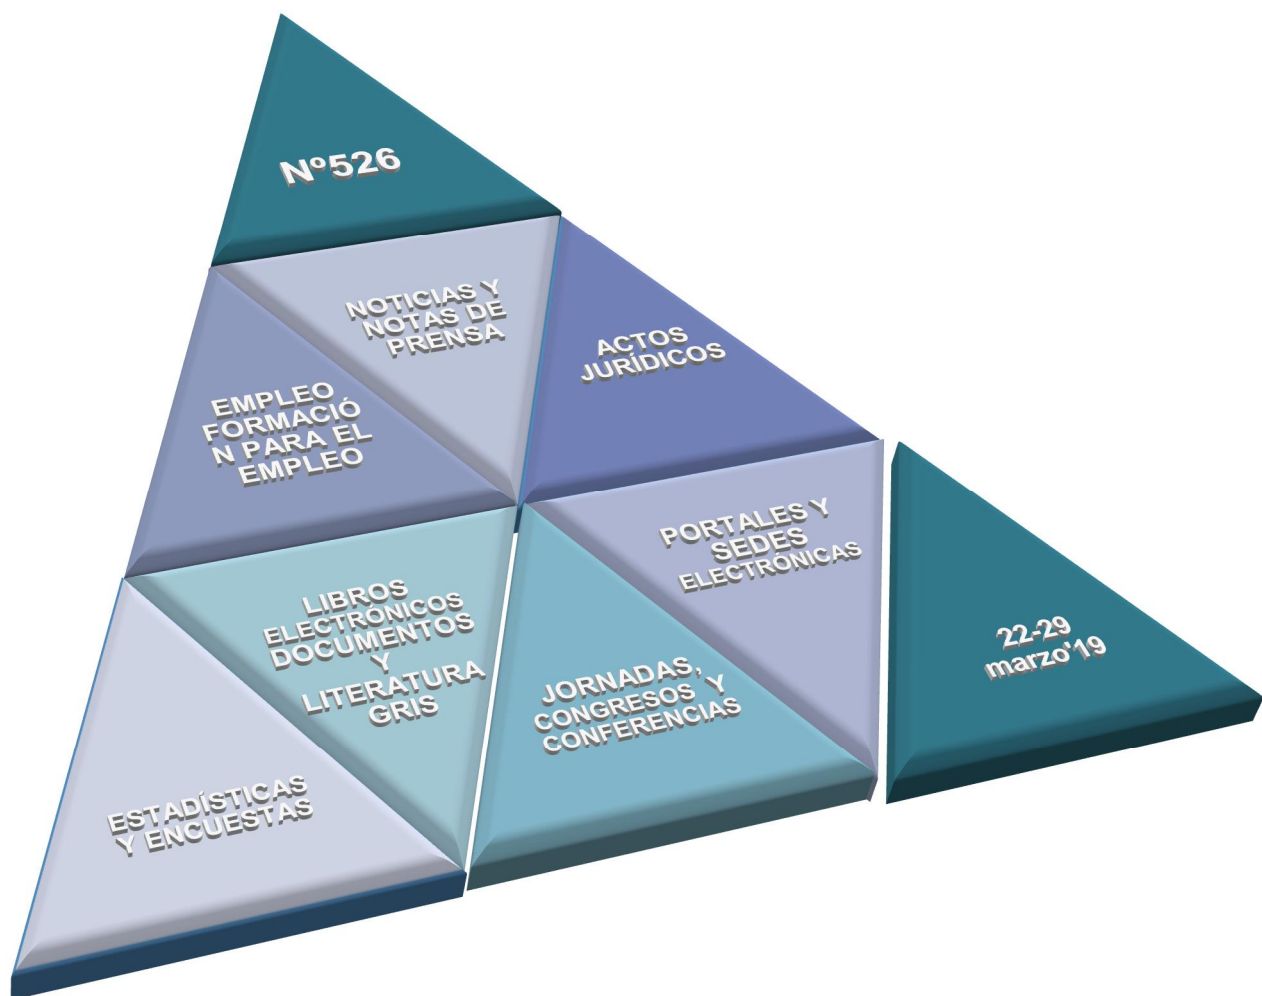 Nº526
NOTICIAS Y
NOTAS DE
PRENSA
ACTOS
JURÍDICOS
EMPLEO
FORMACIÓ
N PARA EL
EMPLEO
PORTALES Y
SEDES
ELECTRÓNICAS
LIBROS
ELECTRÓNICOS
DOCUMENTOS
Y
LITERATURA
GRIS
JORNADAS,
CONGRESOS Y
CONFERENCIAS
22-29
marzo'19
ESTADÍSTICAS
Y ENCUESTAS